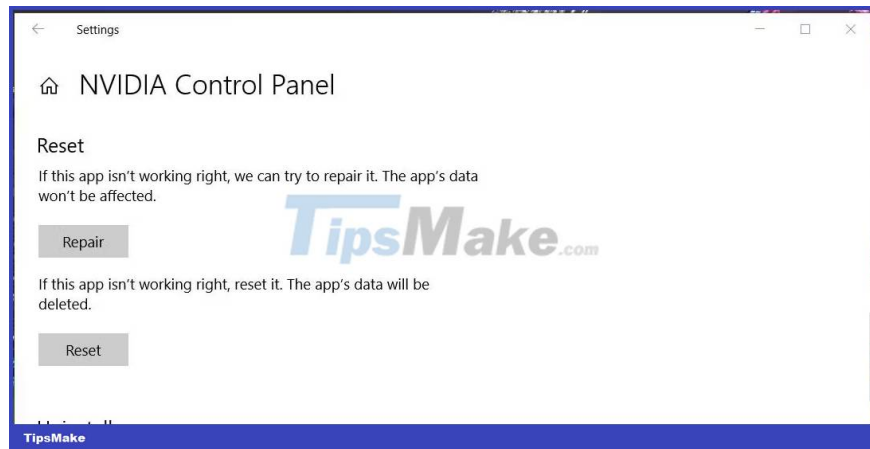 Settings
NVIDIA Control Panel
Reset
If this app isn't working right, we can try to repair it. The app's data
won't be affected.
TipsMake.com
Repair
If this app isn't working right, reset it. The app's data will be
deleted.
Reset
TipsMake